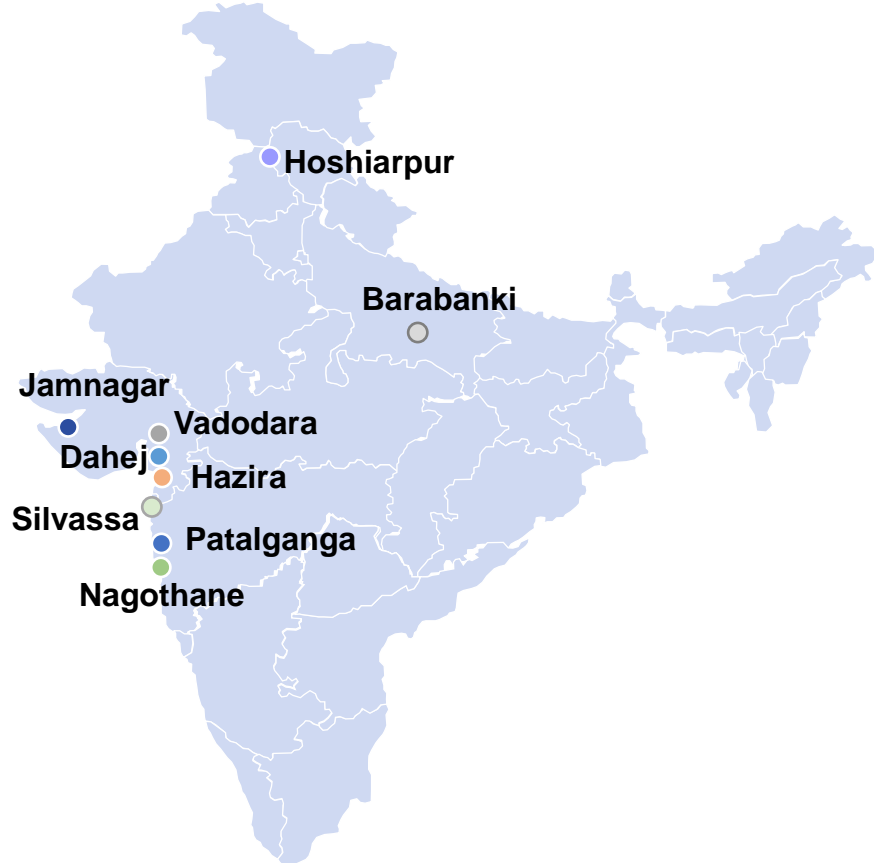 Hoshiarpur
Barabanki
Jamnagar
Vadodara
Dahej
Hazira
Silvassa
Patalganga
Nagothane